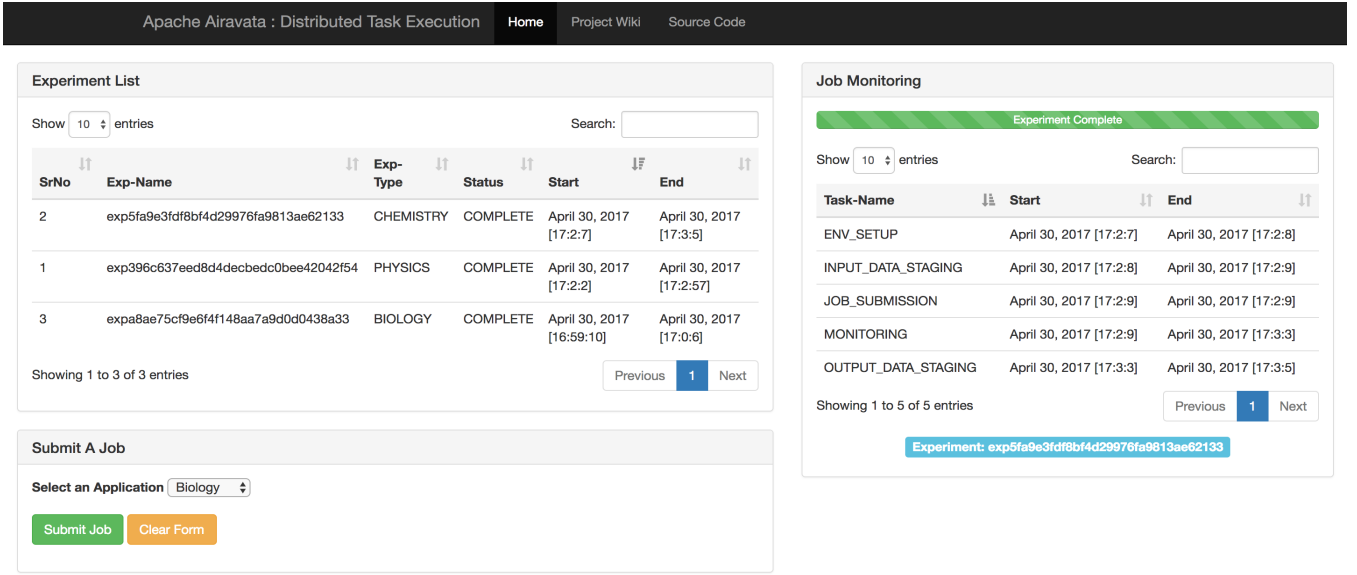 Apache Airavata : Distributed Task Execution Home Project Wiki Source Code
Experiment List
Show 10 entries Search:
SrNo Exp-Name Exp-Type Status Start End
2 exp5fa9e3fdf8bf4d29976fa9813ae62133 CHEMISTRY COMPLETE April 30, 2017 April 30, 2017
[17:2:7] [17:3:5]
1 exp396c637eed8d4decbedc0bee42042f54 PHYSICS COMPLETE April 30, 2017 April 30, 2017
[17:2:2] [17:2:57]
3 expa8ae75cf9e6f4f148aa7a9d0d0438a33 BIOLOGY COMPLETE April 30, 2017 April 30, 2017
[16:59:10] [17:0:6]
Showing 1 to 3 of 3 entries Previous 1 Next
Submit A Job
Select an Application Biology
Submit Job Clear Form
Job Monitoring
Experiment Complete
Show 10 entries Search:
Task-Name Start End
ENV_SETUP April 30, 2017 [17:2:7] April 30, 2017 [17:2:8]
INPUT_DATA_STAGING April 30, 2017 [17:2:8] April 30, 2017 [17:2:9]
JOB_SUBMISSION April 30, 2017 [17:2:9] April 30, 2017 [17:2:9]
MONITORING April 30, 2017 [17:2:9] April 30, 2017 [17:3:3]
OUTPUT_DATA_STAGING April 30, 2017 [17:3:3] April 30, 2017 [17:3:5]
Showing 1 to 5 of 5 entries Previous 1 Next
Experiment: exp5fa9e3fdf8bf4d29976fa9813ae62133